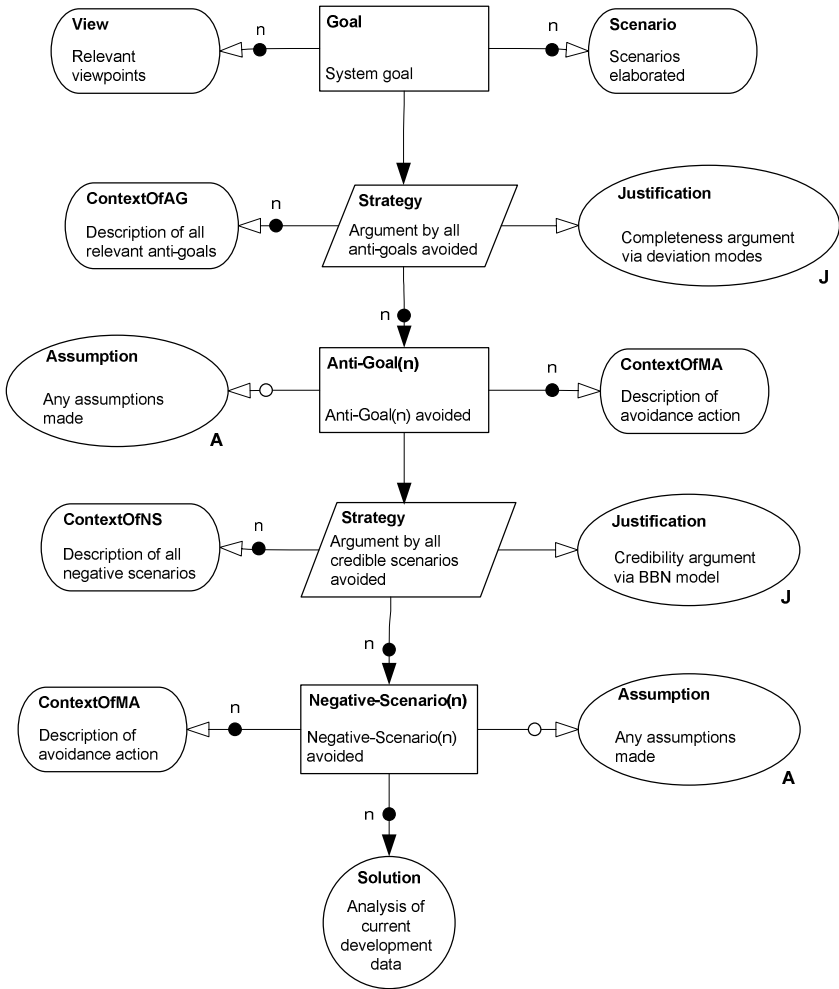 View
Relevant
viewpoints
n
Goal
System goal
n
Scenario
Scenarios
elaborated
ContextOfAG
Description of all
relevant anti-goals
n
Strategy
Argument by all
anti-goals avoided
Justification
Completeness argument
via deviation modes
J
n
Assumption
Any assumptions
made
A
Anti-Goal(n)
Anti-Goal(n) avoided
n
ContextOfMA
Description of
avoidance action
ContextOfNS
Description of all
negative scenarios
n
Strategy
Argument by all
credible scenarios
avoided
Justification
Credibility argument
via BBN model
J
n
ContextOfMA
Description of
avoidance action
n
Negative-Scenario(n)
Negative-Scenario(n)
avoided
Assumption
Any assumptions
made
A
n
Solution
Analysis of
current
development
data